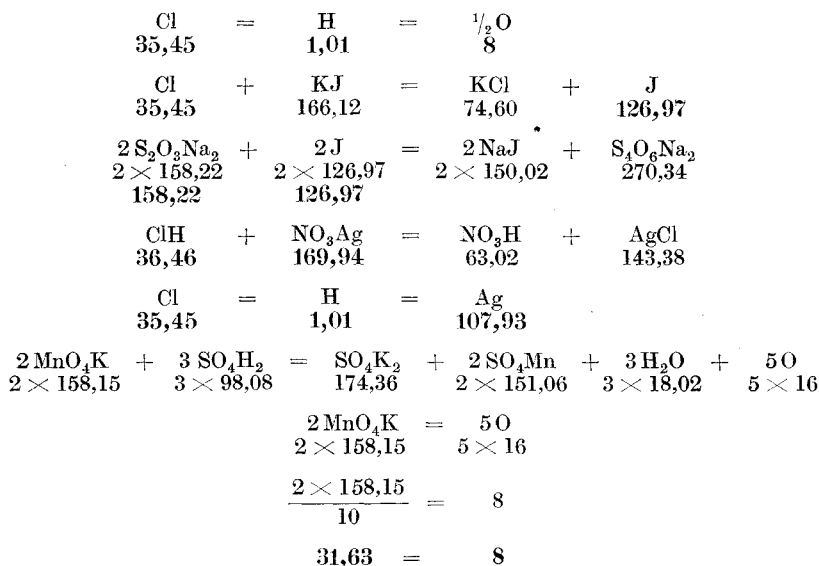 Cl = H = ½O
35,45 1,01 8
Cl + KJ = KCl + J
35,45 166,12 74,60 126,97
2 S₂O₃Na₂ + 2 J = 2 NaJ + S₄O₆Na₂
2 × 158,22 2 × 126,97 2 × 150,02 270,34
158,22 126,97
ClH + NO₃Ag = NO₃H + AgCl
36,46 169,94 63,02 143,38
Cl = H = Ag
35,45 1,01 107,93
2 MnO₄K + 3 SO₄H₂ = SO₄K₂ + 2 SO₄Mn + 3 H₂O + 5 O
2 × 158,15 3 × 98,08 174,36 2 × 151,06 3 × 18,02 5 × 16
2 MnO₄K = 5 O
2 × 158,15 5 × 16
2 × 158,15
10 = 8
31,63 = 8